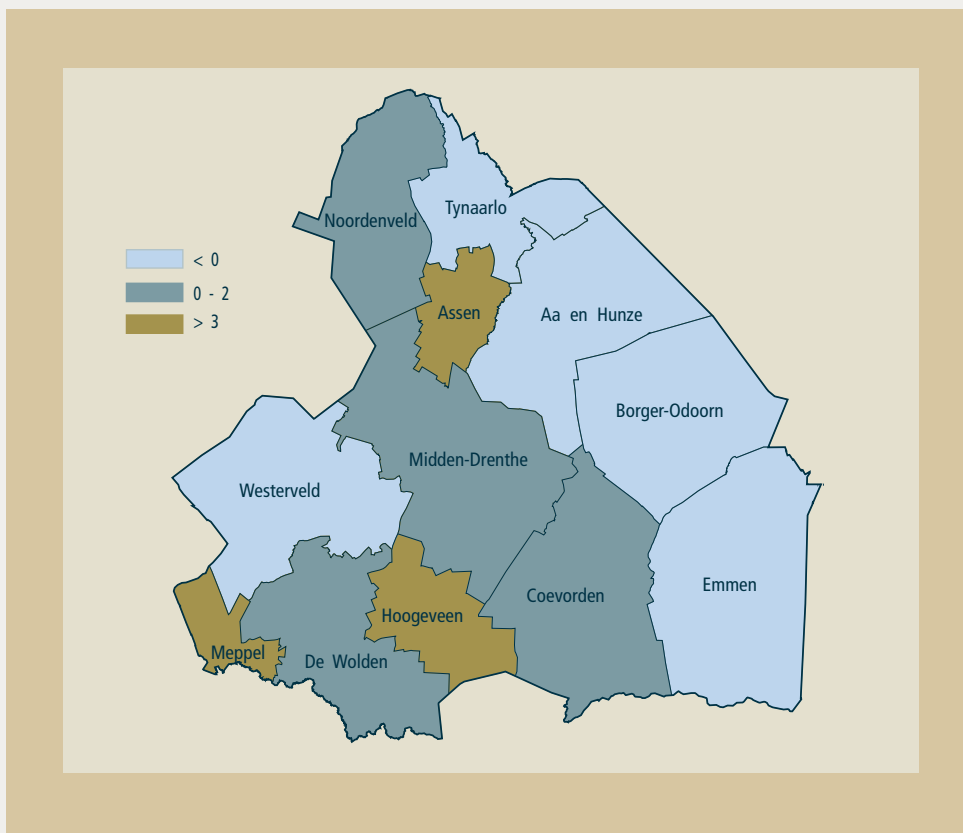 Tynaarlo
Noordenveld
< 0
0 - 2
> 3
Assen
Aa en Hunze
Borger-Odoorn
Midden-Drenthe
Westerveld
Emmen
Coevorden
Hoogeveen
Meppel
De Wolden